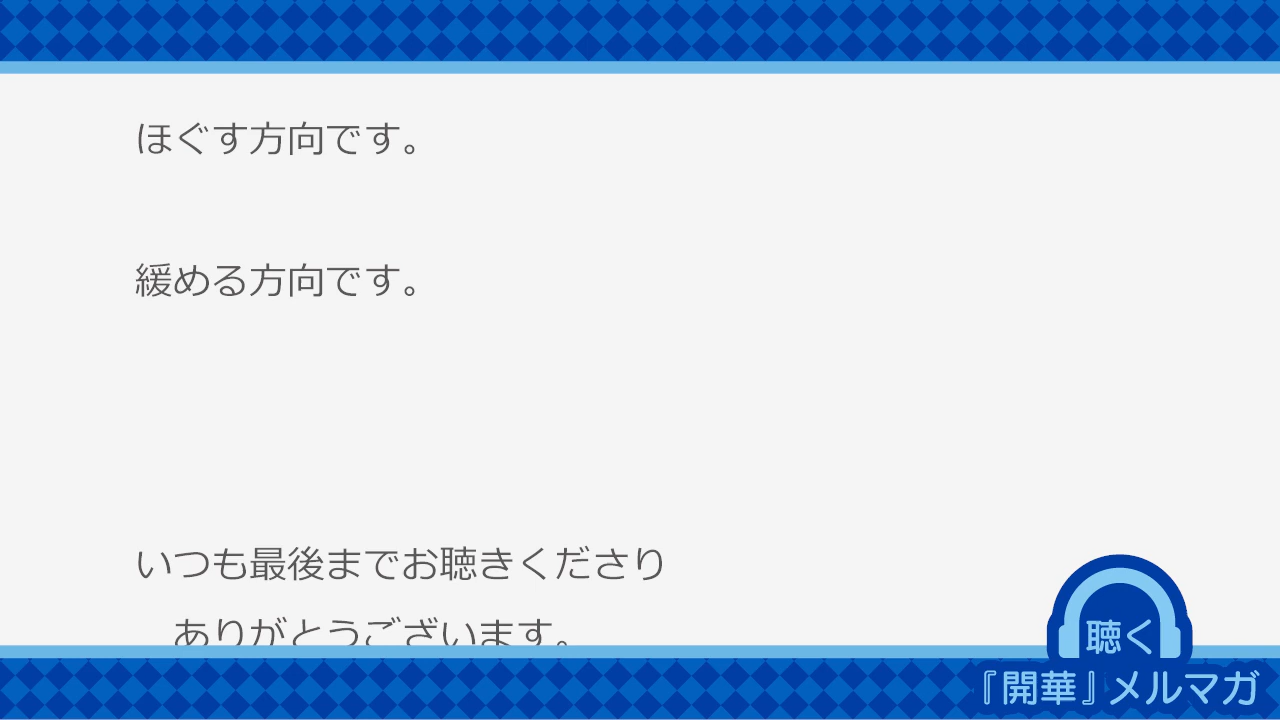 ほぐす方向です。
緩める方向です。
いつも最後までお聴きくださり
ありがとうございます。
聴く
『開華』メルマガ